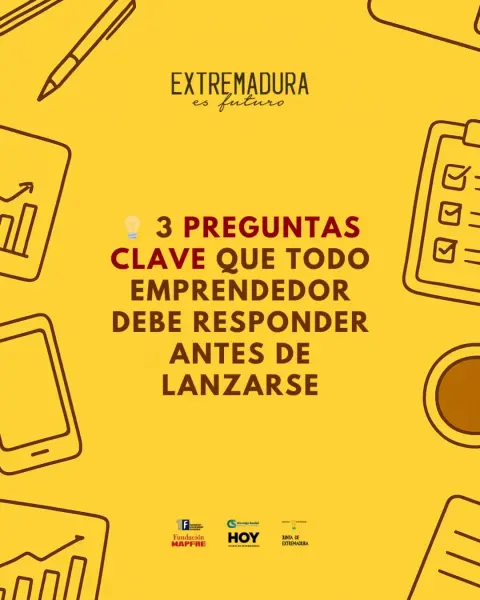 EXTREMADURA
es futuro
3 PREGUNTAS
CLAVE QUE TODO
EMPRENDEDOR
DEBE RESPONDER
ANTES DE
LANZARSE
Fundación
MAPFRE
HOY
JUNTA DE
EXTREMADURA